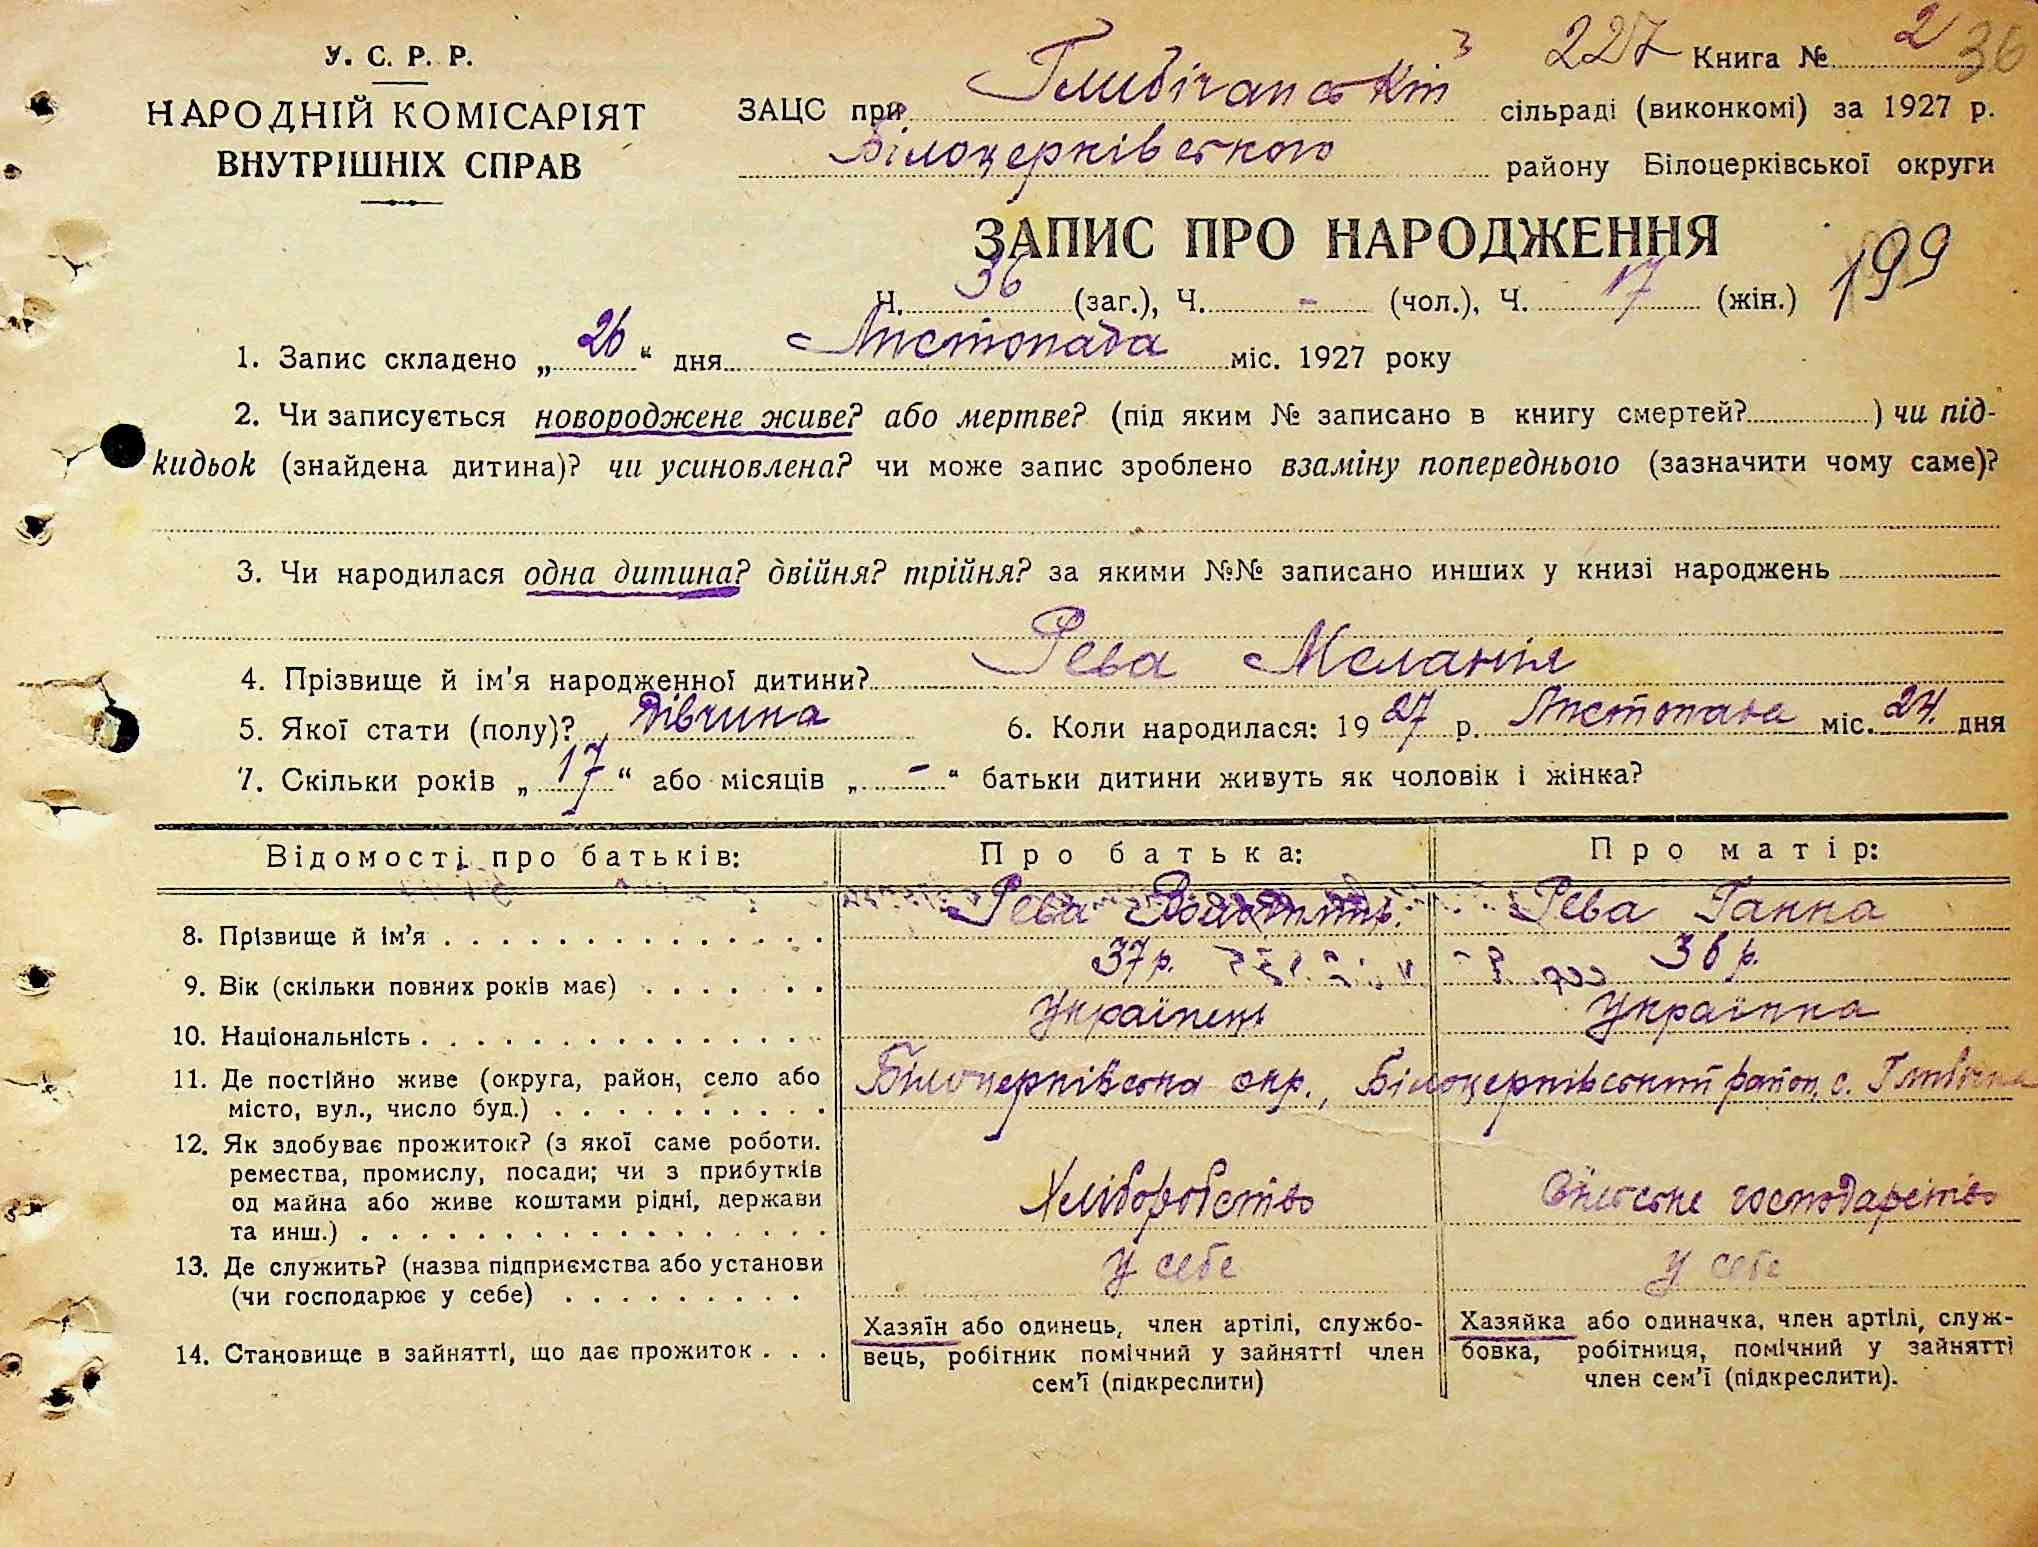 У. С. Р. Р.
НАРОДНІЙ КОМІСАРІЯТ
ВНУТРІШНІХ СПРАВ
227 Книга № 2 36
ЗАЦС при сільраді (виконкомі) за 1927 р.
Білоцерківського району Білоцерківської округи
ЗАПИС ПРО НАРОДЖЕННЯ
Ч. 36 (заг.), Ч. - (чол.), Ч. 17 (жін.) 199
1. Запис складено „26“ дня Листопада міс. 1927 року
2. Чи записується новороджене живе? або мертве? (під яким № записано в книгу смертей? ) чи під-
кидьок (знайдена дитина)? чи усиновлена? чи може запис зроблено взаміну попереднього (зазначити чому саме)?
3. Чи народилася одна дитина? двійня? трійня? за якими №№ записано инших у книзі народжень
4. Прізвище й ім'я народженної дитини? Рева Меланія
5. Якої стати (полу)? Дівчина 6. Коли народилася: 1927 р. Листопада міс. 24. дня
7. Скільки років „17“ або місяців „-“ батьки дитини живуть як чоловік і жінка?
Відомості про батьків: Про батька: Про матір:
8. Прізвище й ім'я Рева Рева Ганна
9. Вік (скільки повних років має) 37 р. 36 р.
10. Національність Українець Українка
11. Де постійно живе (округа, район, село або
місто, вул., число буд.) Білоцерківська окр., Білоцерківський район, с.
12. Як здобуває прожиток? (з якої саме роботи.
ремества, промислу, посади; чи з прибутків
од майна або живе коштами рідні, держави
та инш.) Хліборобство Сільське господарство
13. Де служить? (назва підприємства або установи
(чи господарює у себе) У себе У себе
14. Становище в зайнятті, що дає прожиток
Хазяїн або одинець, член артілі, службо-
вець, робітник помічний у зайнятті член
сем'ї (підкреслити)
Хазяйка або одиначка, член артілі, служ-
бовка, робітниця, помічний у зайнятті
член сем'ї (підкреслити).